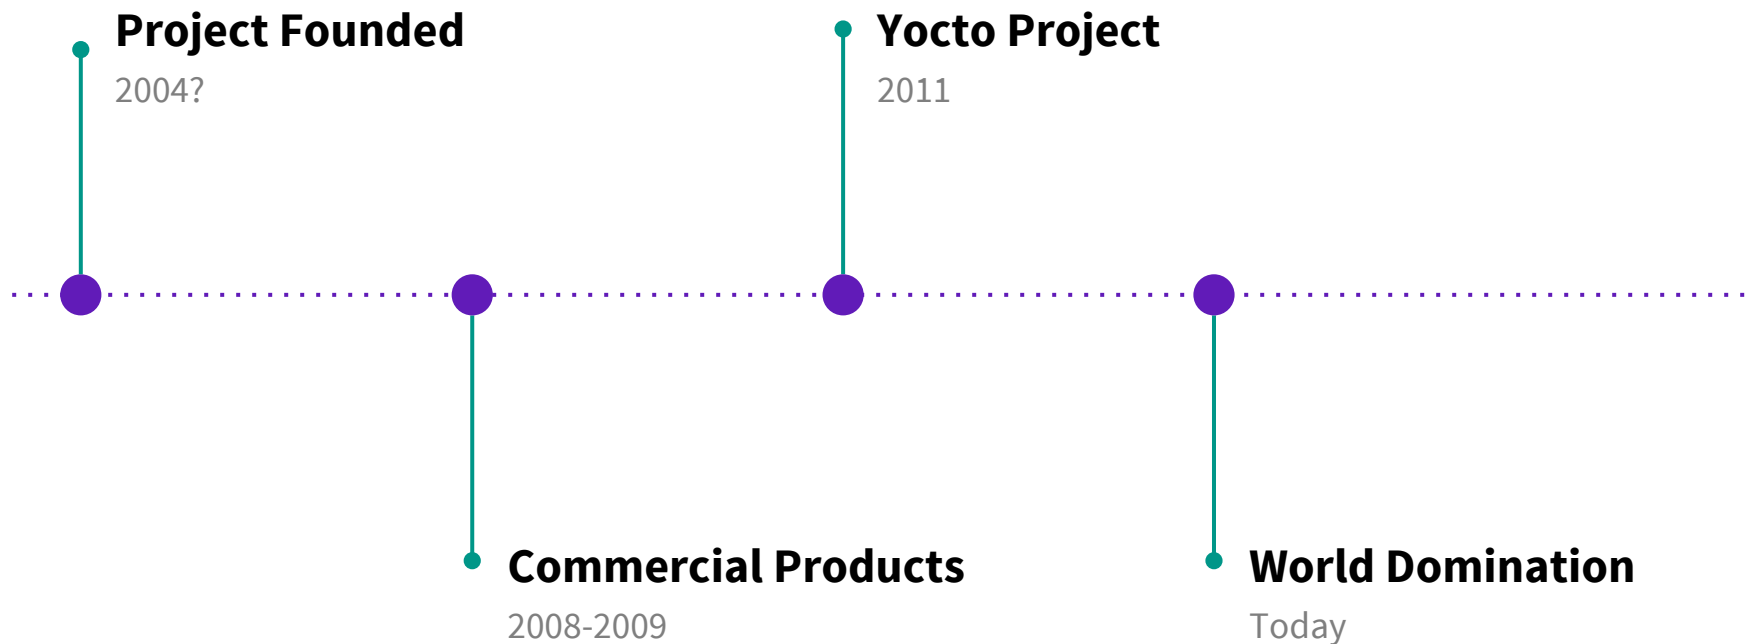 Project Founded
2004?
Commercial Products
2008-2009
Yocto Project
2011
World Domination
Today